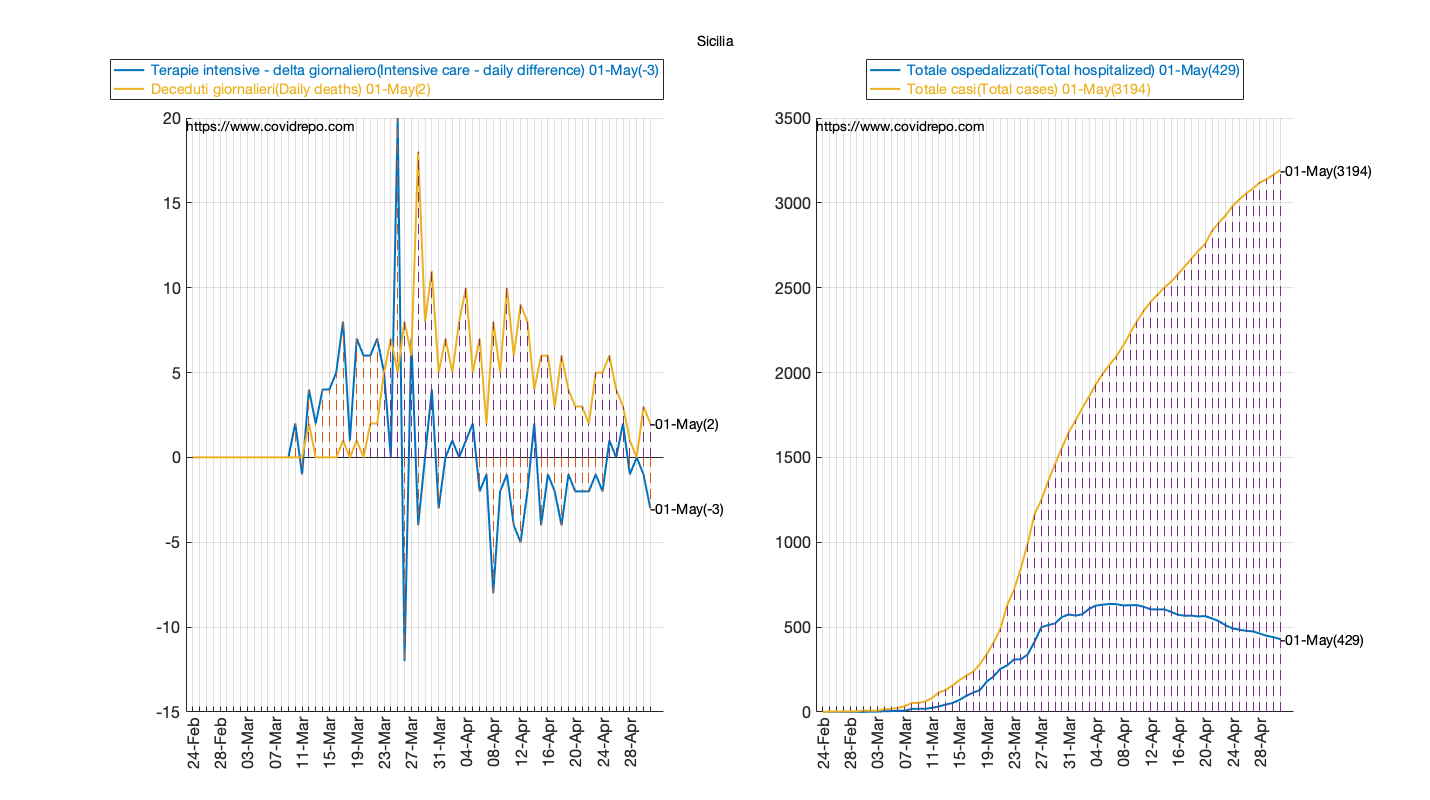 Sicilia
Terapie intensive - delta giornaliero(Intensive care - daily difference) 01-May(-3)
Deceduti giornalieri(Daily deaths) 01-May(2)
https://www.covidrepo.com
20
15
10
5
0
-5
-10
-15
01-May(2)
01-May(-3)
24-Feb
28-Feb
03-Mar
07-Mar
11-Mar
15-Mar
19-Mar
23-Mar
27-Mar
31-Mar
04-Apr
08-Apr
12-Apr
16-Apr
20-Apr
24-Apr
28-Apr
Totale ospedalizzati(Total hospitalized) 01-May(429)
Totale casi(Total cases) 01-May(3194)
https://www.covidrepo.com
3500
3000
2500
2000
1500
1000
500
0
01-May(3194)
01-May(429)
24-Feb
28-Feb
03-Mar
07-Mar
11-Mar
15-Mar
19-Mar
23-Mar
27-Mar
31-Mar
04-Apr
08-Apr
12-Apr
16-Apr
20-Apr
24-Apr
28-Apr